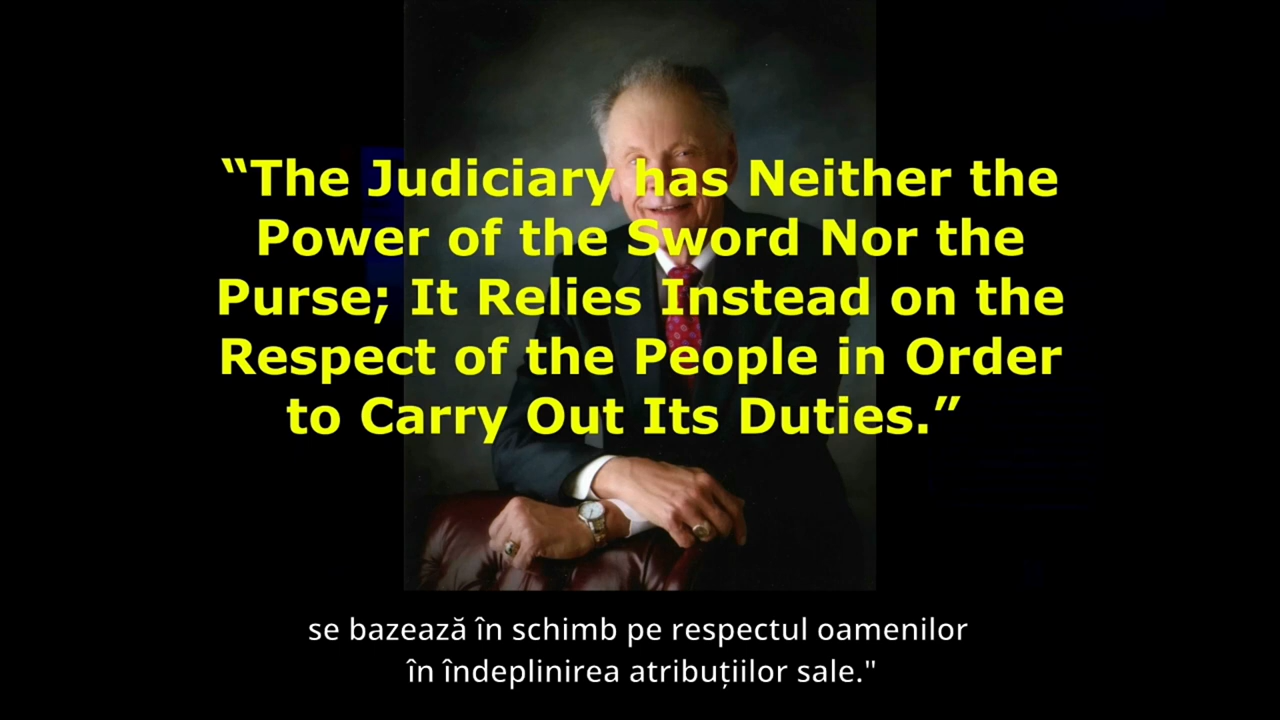 “The Judiciary has Neither the
Power of the Sword Nor the
Purse; It Relies Instead on the
Respect of the People in Order
to Carry Out Its Duties.”
se bazează în schimb pe respectul oamenilor
în îndeplinirea atribuțiilor sale."